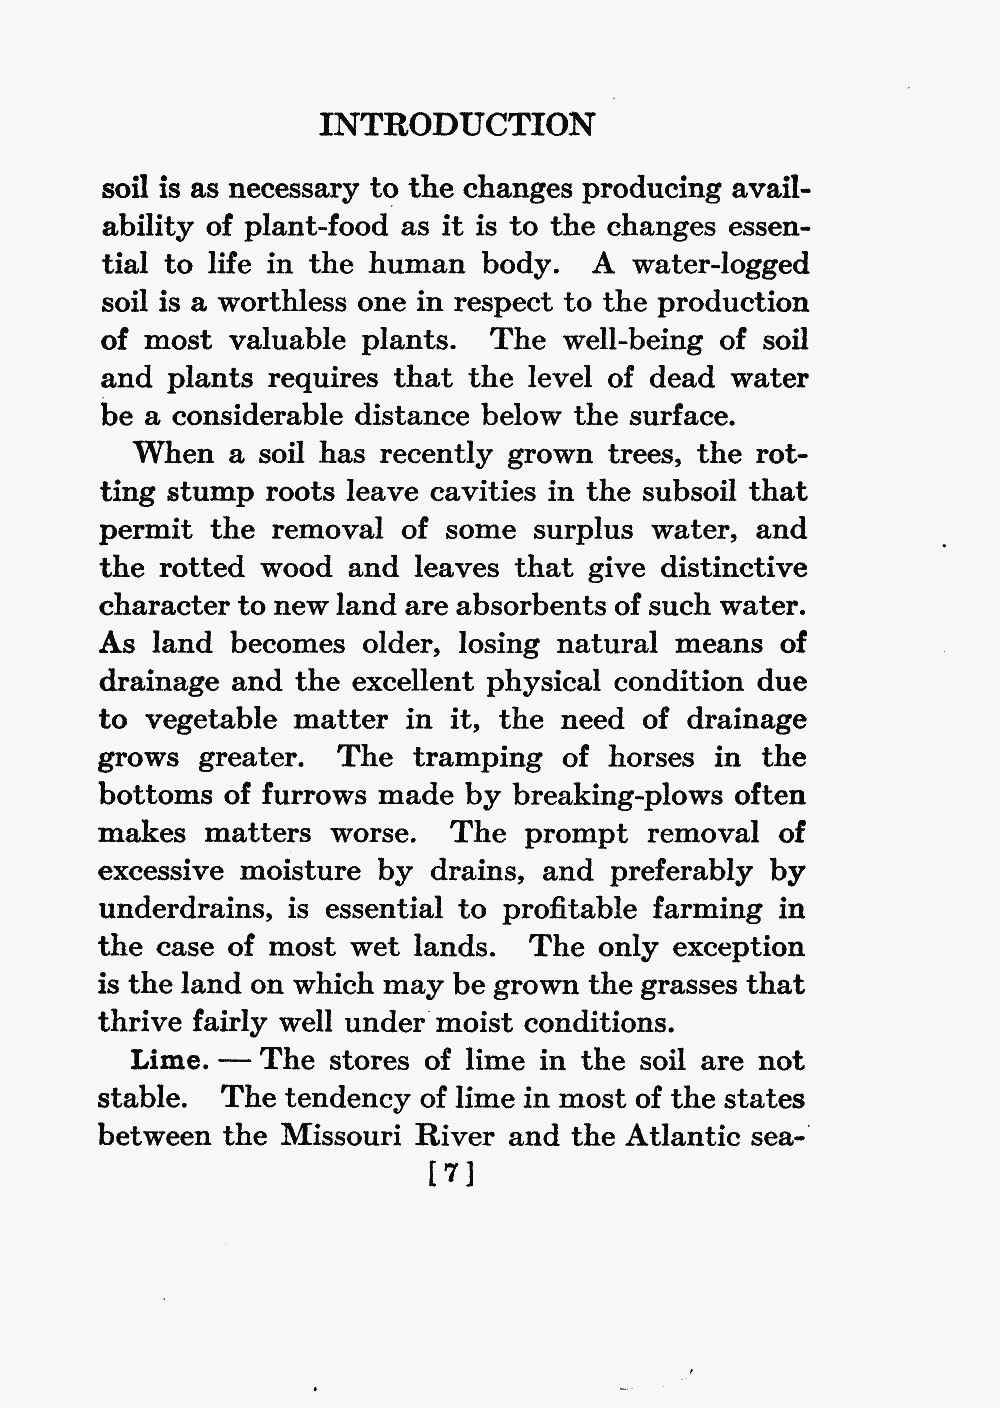 INTRODUCTION
soil is as necessary to the changes producing avail-
ability of plant-food as it is to the changes essen-
tial to life in the human body. A water-logged
soil is a worthless one in respect to the production
of most valuable plants. The well-being of soil
and plants requires that the level of dead water
be a considerable distance below the surface.
When a soil has recently grown trees, the rot-
ting stump roots leave cavities in the subsoil that
permit the removal of some surplus water, and
the rotted wood and leaves that give distinctive
character to new land are absorbents of such water.
As land becomes older, losing natural means of
drainage and the excellent physical condition due
to vegetable matter in it, the need of drainage
grows greater. The tramping of horses in the
bottoms of furrows made by breaking-plows often
makes matters worse. The prompt removal of
excessive moisture by drains, and preferably by
underdrains, is essential to profitable farming in
the case of most wet lands. The only exception
is the land on which may be grown the grasses that
thrive fairly well under moist conditions.
Lime. — The stores of lime in the soil are not
stable. The tendency of lime in most of the states
between the Missouri River and the Atlantic sea-
[7]